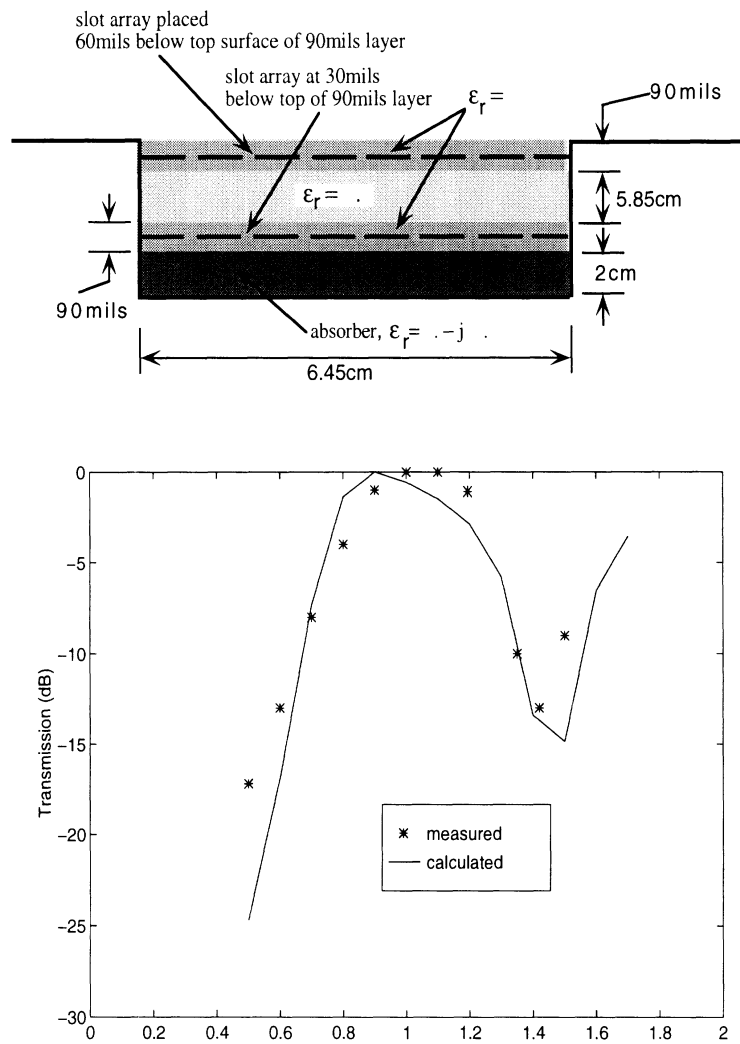 slot array placed
60mils below top surface of 90mils layer
slot array at 30mils
below top of 90mils layer
εr=
90mils
εr= .
5.85cm
2cm
90mils
absorber, εr= . -j .
6.45cm
0
-5
-10
-15
-20
-25
-30
Transmission (dB)
measured
calculated
0 0.2 0.4 0.6 0.8 1 1.2 1.4 1.6 1.8 2